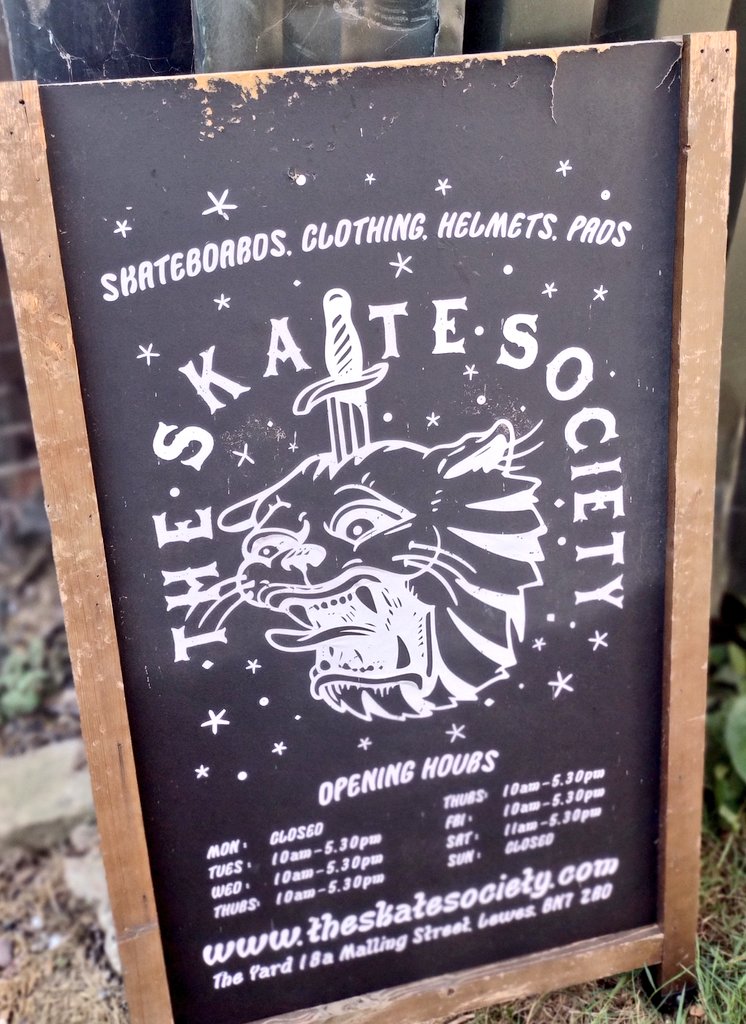 SKATEBOARDS, CLOTHING, HELMETS, PADS
THE · SKATE · SOCIETY
OPENING HOURS
MON: CLOSED
TUES: 10am-5.30pm
WED: 10am-5.30pm
THURS: 10am-5.30pm
THURS: 10am-5.30pm
FRI: 10am-5.30pm
SAT: 11am-5.30pm
SUN: CLOSED
www.theskatesociety.com
The Yard 18a Malling Street, Lewes, BN7 2BO